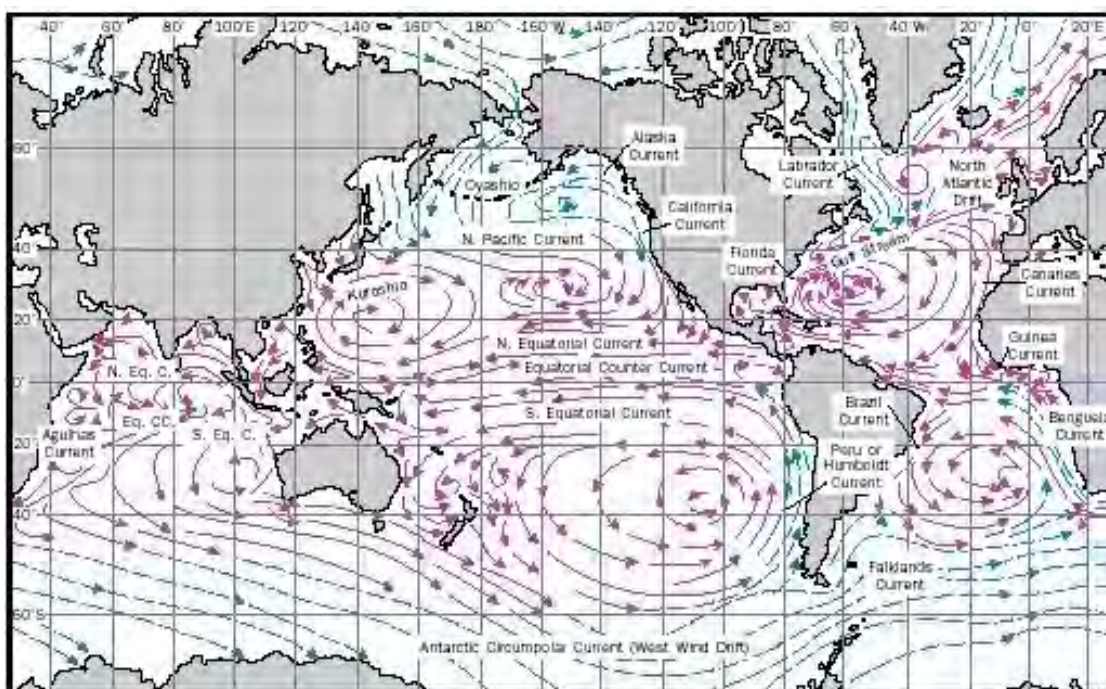 40° 60° 80° 100°E 120° 140° 160° 180° 160°W 140° 120° 100° 80° 60° 40° 20° 0° 20°E
Alaska
Current
60°
Labrador
Current
North
Atlantic
Drift
Oyashio
California
Current
N. Pacific Current
40°
Florida
Current
Gulf Stream
Canaries
Current
Kuroshio
20°
N. Equatorial Current
Guinea
Current
N. Eq. C.
Equatorial Counter Current
0°
Eq. CC.
S. Equatorial Current
Brazil
Current
Benguela
Current
20°
Agulhas
Current
S. Eq. C.
Peru or
Humboldt
Current
40°
Falklands
Current
60°S
Antarctic Circumpolar Current (West Wind Drift)